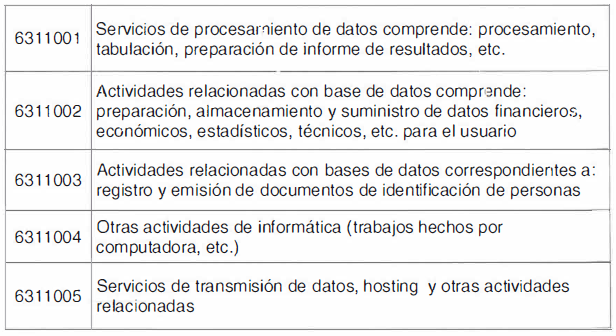 6311001 Servicios de procesamiento de datos comprende: procesamiento,
tabulación, preparación de informe de resultados, etc.
6311002 Actividades relacionadas con base de datos comprende:
preparación, almacenamiento y suministro de datos financieros,
económicos, estadísticos, técnicos, etc. para el usuario
6311003 Actividades relacionadas con bases de datos correspondientes a:
registro y emisión de documentos de identificación de personas
6311004 Otras actividades de informática (trabajos hechos por
computadora, etc.)
6311005 Servicios de transmisión de datos, hosting y otras actividades
relacionadas